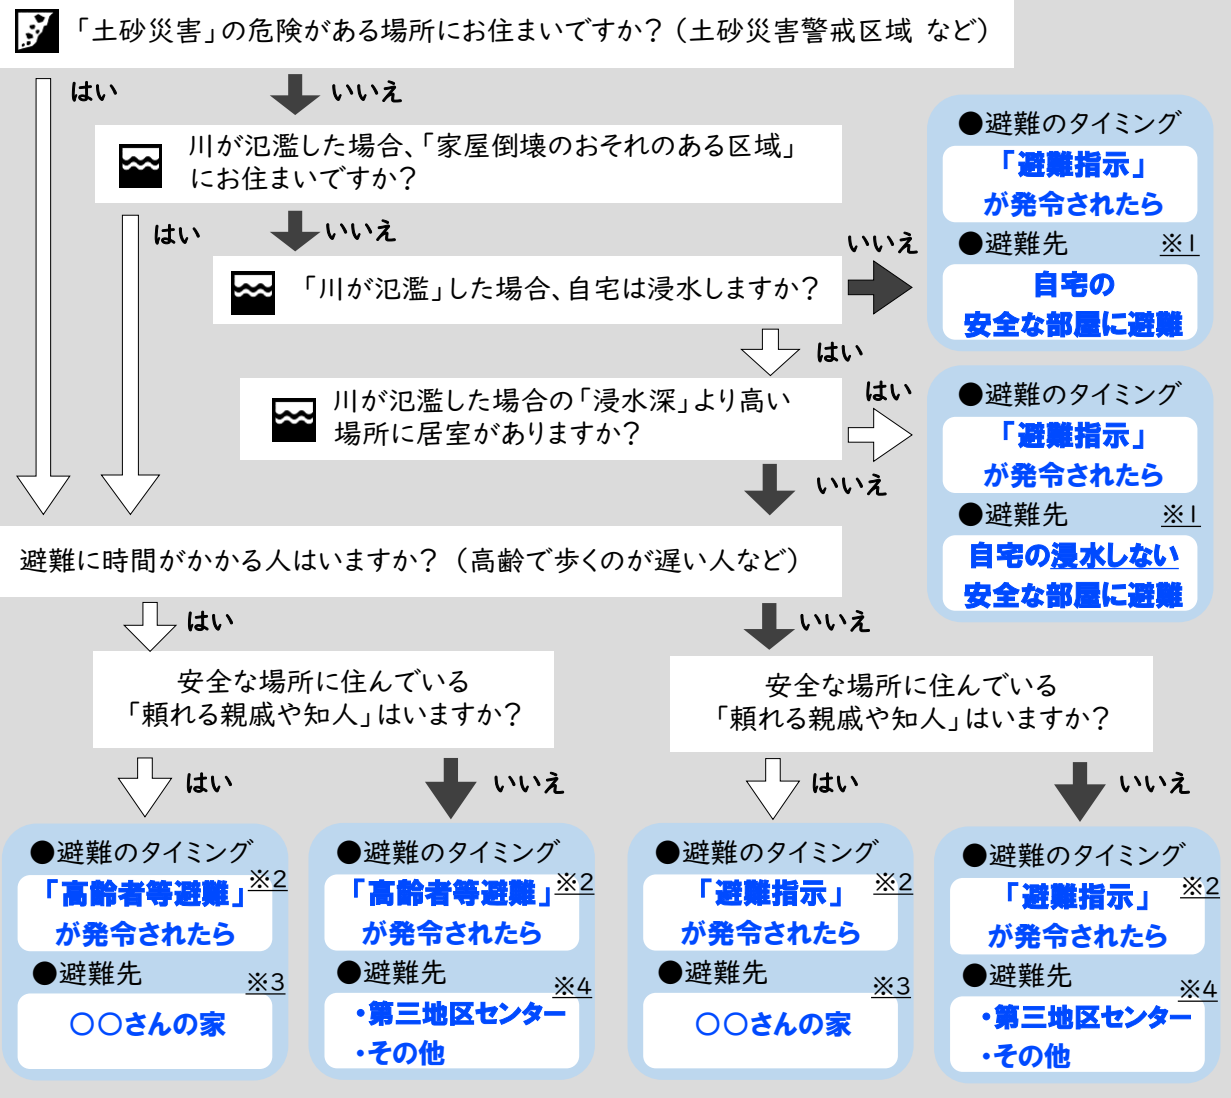 「土砂災害」の危険がある場所にお住まいですか？（土砂災害警戒区域 など）
はい
いいえ
川が氾濫した場合、「家屋倒壊のおそれのある区域」
にお住まいですか？
はい
いいえ
「川が氾濫」した場合、自宅は浸水しますか？
いいえ
はい
●避難のタイミング
「避難指示」
が発令されたら
●避難先 ※1
自宅の
安全な部屋に避難
川が氾濫した場合の「浸水深」より高い
場所に居室がありますか？
はい
いいえ
●避難のタイミング
「避難指示」
が発令されたら
●避難先 ※1
自宅の浸水しない
安全な部屋に避難
避難に時間がかかる人はいますか？（高齢で歩くのが遅い人など）
はい
いいえ
安全な場所に住んでいる
「頼れる親戚や知人」はいますか？
はい
いいえ
安全な場所に住んでいる
「頼れる親戚や知人」はいますか？
はい
いいえ
●避難のタイミング
「高齢者等避難」※2
が発令されたら
●避難先 ※3
〇〇さんの家
●避難のタイミング
「高齢者等避難」※2
が発令されたら
●避難先 ※4
・第三地区センター
・その他
●避難のタイミング
「避難指示」 ※2
が発令されたら
●避難先 ※3
〇〇さんの家
●避難のタイミング
「避難指示」 ※2
が発令されたら
●避難先 ※4
・第三地区センター
・その他